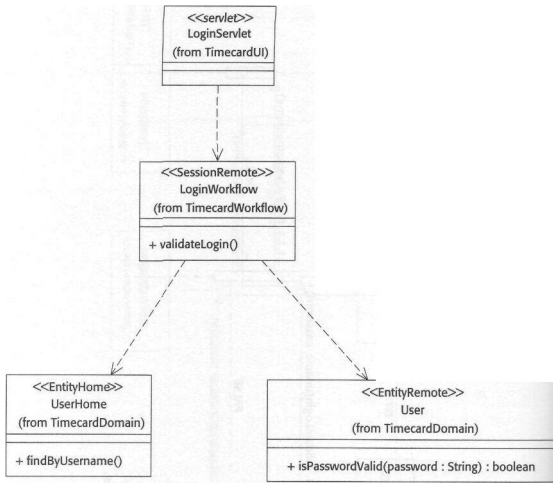 <<servlet>>
LoginServlet
(from TimecardUI)
<<SessionRemote>>
LoginWorkflow
(from TimecardWorkflow)
+ validateLogin()
<<EntityHome>>
UserHome
(from TimecardDomain)
+ findByUsername()
<<EntityRemote>>
User
(from TimecardDomain)
+ isPasswordValid(password : String) : boolean